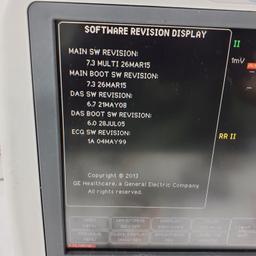 SOFTWARE REVISION DISPLAY
MAIN SW REVISION:
7.3 MULTI 26MAR15
MAIN BOOT SW REVISION:
7.3 26MAR15
DAS SW REVISION:
6.7 21MAY08
DAS BOOT SW REVISION:
6.0 28JUL05
ECG SW REVISION:
1A 04MAY99
Copyright © 2013
GE Healthcare, a General Electric Company
All rights reserved.
II
1mV
RR II